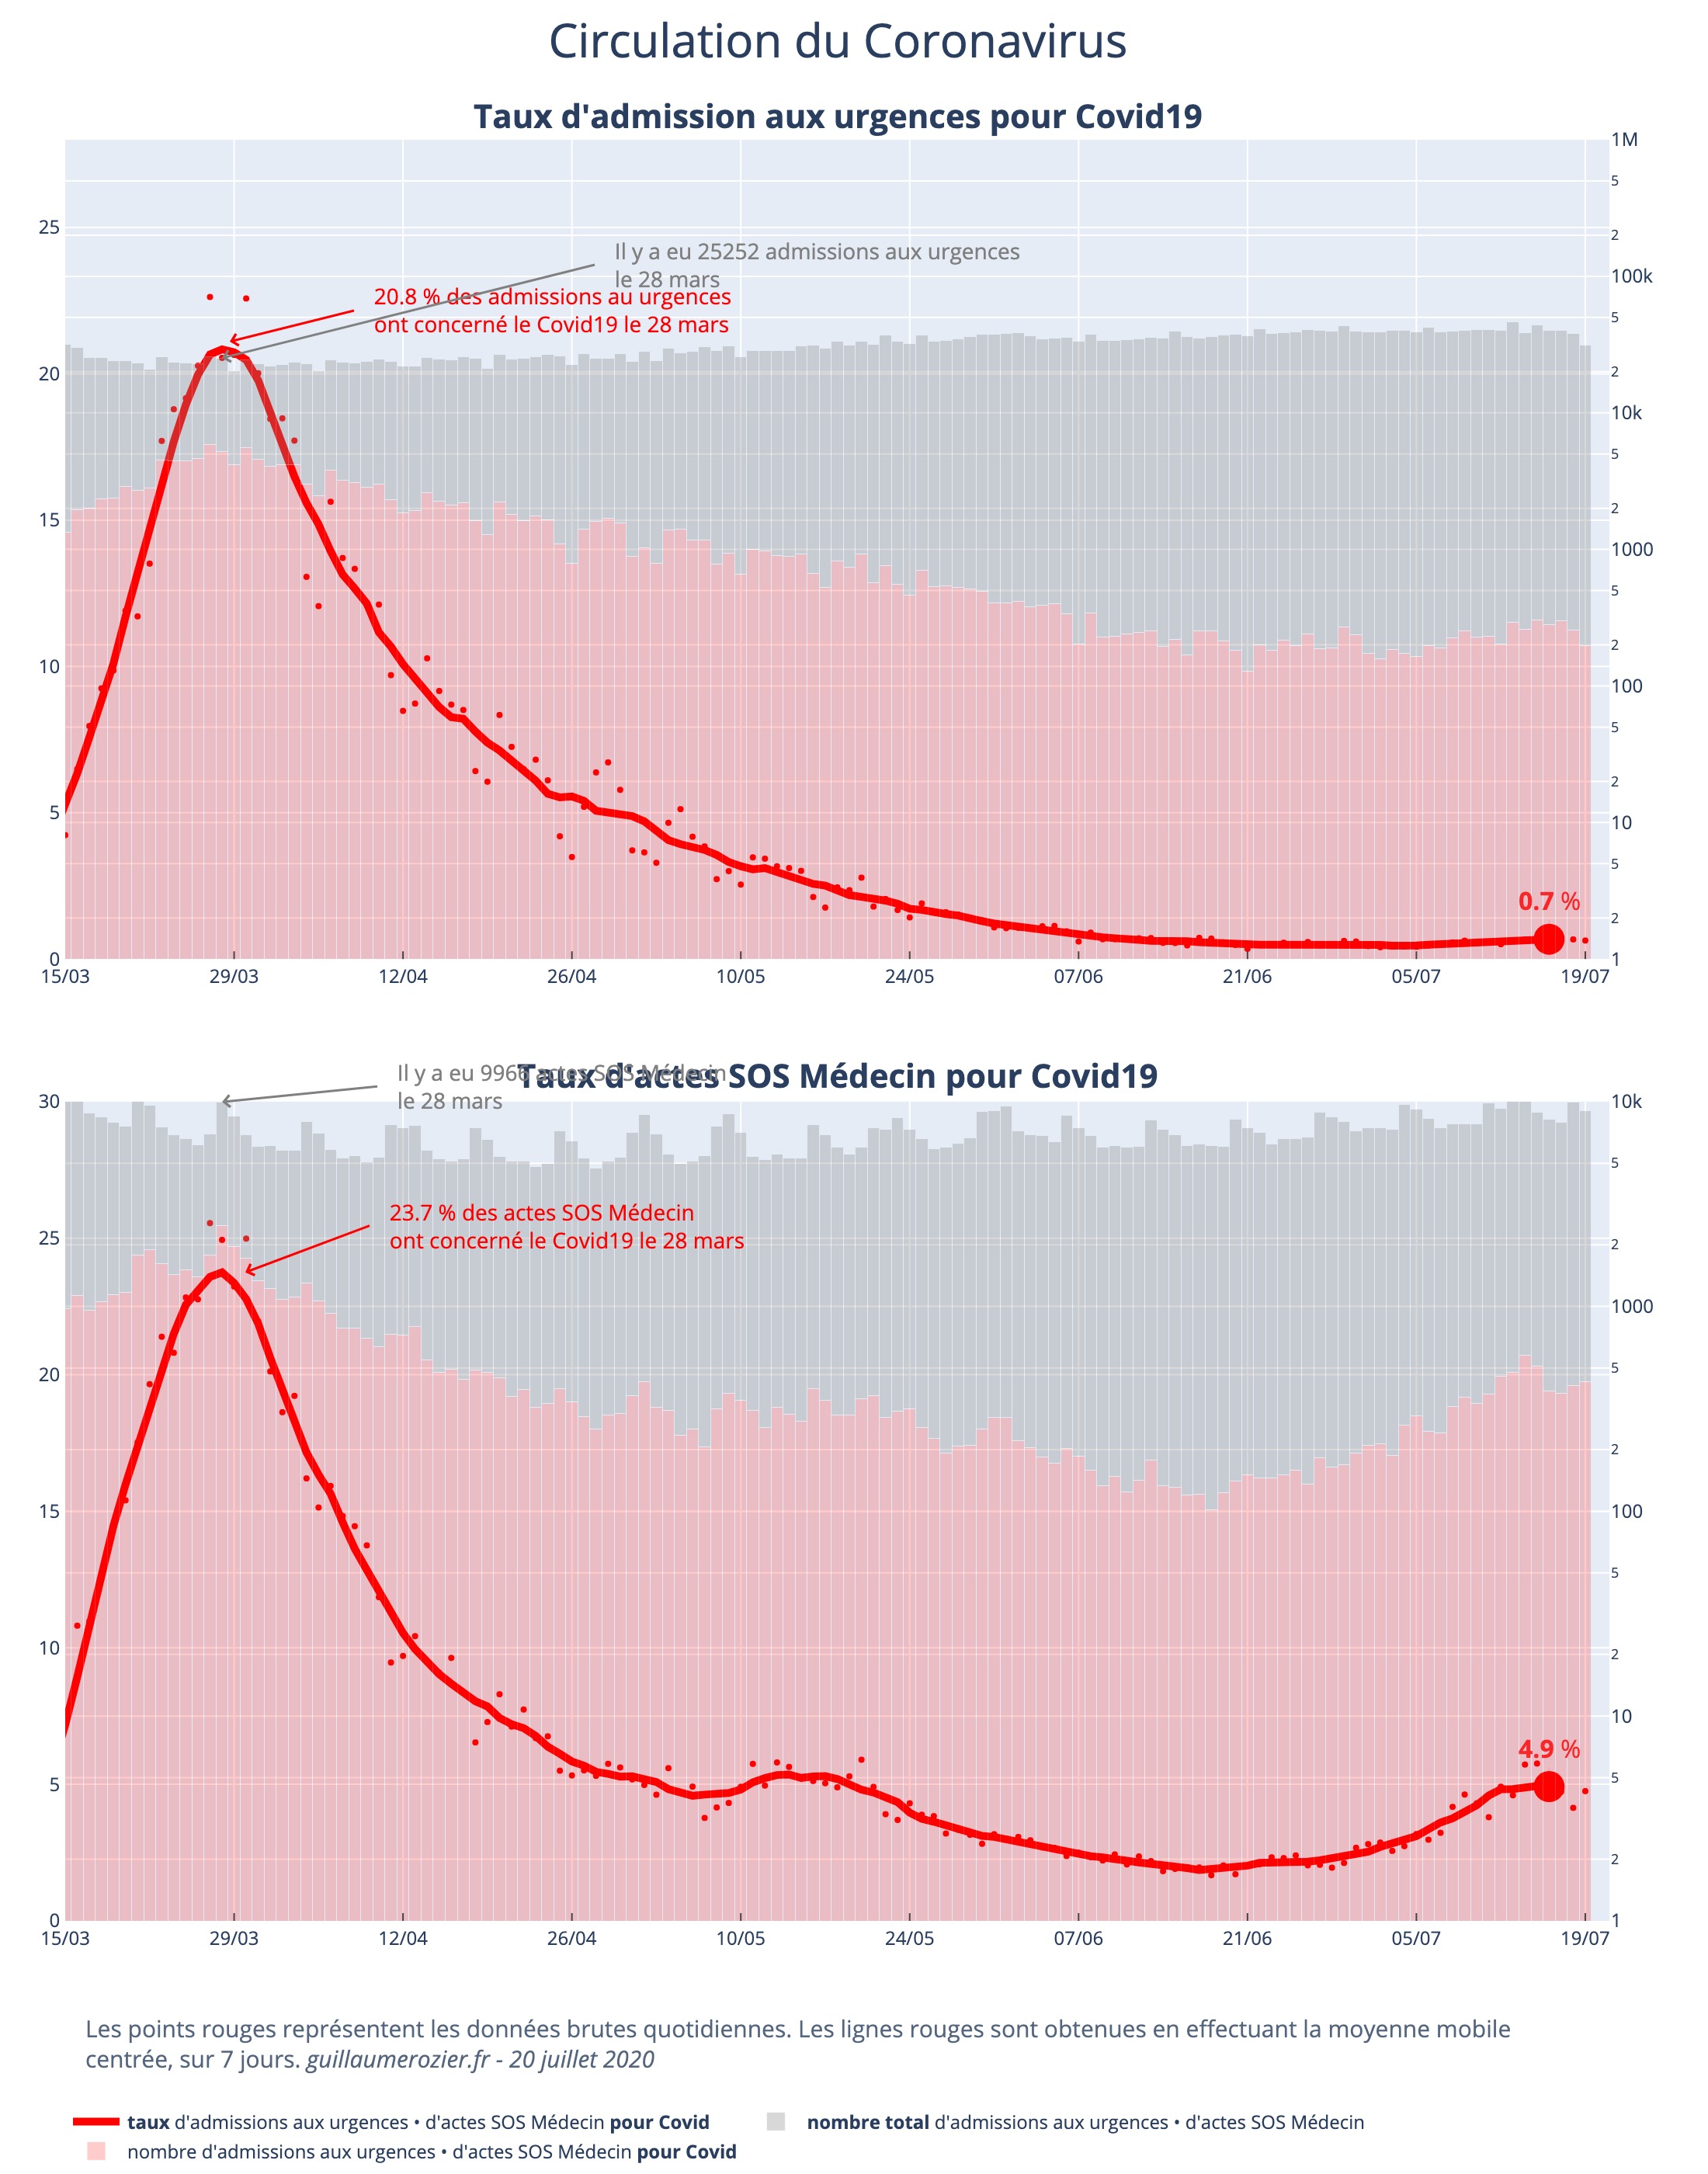 Circulation du Coronavirus
Taux d'admission aux urgences pour Covid19
1M
5
25
2
Il y a eu 25252 admissions aux urgences
le 28 mars
100k
20.8 % des admissions au urgences
ont concerné le Covid19 le 28 mars
5
20
2
10k
5
15
2
1000
5
10
2
100
5
2
5
10
5
0.7 %
2
0
1
15/03 29/03 12/04 26/04 10/05 24/05 07/06 21/06 05/07 19/07
Il y a eu 9966 actes SOS Médecin
le 28 mars
Taux d'actes SOS Médecin pour Covid19
30
10k
5
23.7 % des actes SOS Médecin
ont concerné le Covid19 le 28 mars
25
2
1000
20
5
2
15
100
5
10
2
10
4.9 %
5
5
2
0
1
15/03 29/03 12/04 26/04 10/05 24/05 07/06 21/06 05/07 19/07
Les points rouges représentent les données brutes quotidiennes. Les lignes rouges sont obtenues en effectuant la moyenne mobile
centrée, sur 7 jours. guillaumerozier.fr - 20 juillet 2020
taux d'admissions aux urgences • d'actes SOS Médecin pour Covid
nombre total d'admissions aux urgences • d'actes SOS Médecin
nombre d'admissions aux urgences • d'actes SOS Médecin pour Covid